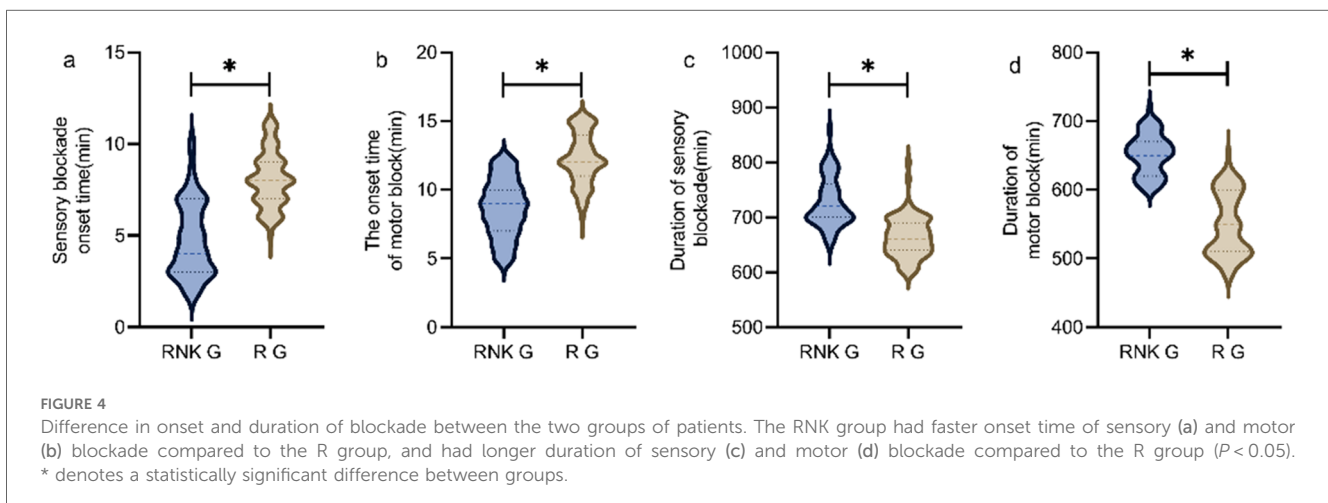 a
Sensory blockade
onset time(min)
15
10
5
0
*
RNK G
R G
b
The onset time
of motor block(min)
20
15
10
5
0
*
RNK G
R G
c
Duration of sensory
blockade(min)
1000
900
800
700
600
500
*
RNK G
R G
d
Duration of
motor block(min)
800
700
600
500
400
*
RNK G
R G
FIGURE 4
Difference in onset and duration of blockade between the two groups of patients. The RNK group had faster onset time of sensory (a) and motor
(b) blockade compared to the R group, and had longer duration of sensory (c) and motor (d) blockade compared to the R group (P < 0.05).
* denotes a statistically significant difference between groups.